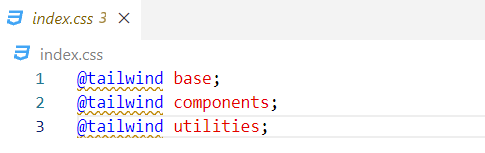 index.css 3 ×
index.css
1 @tailwind base;
2 @tailwind components;
3 @tailwind utilities;